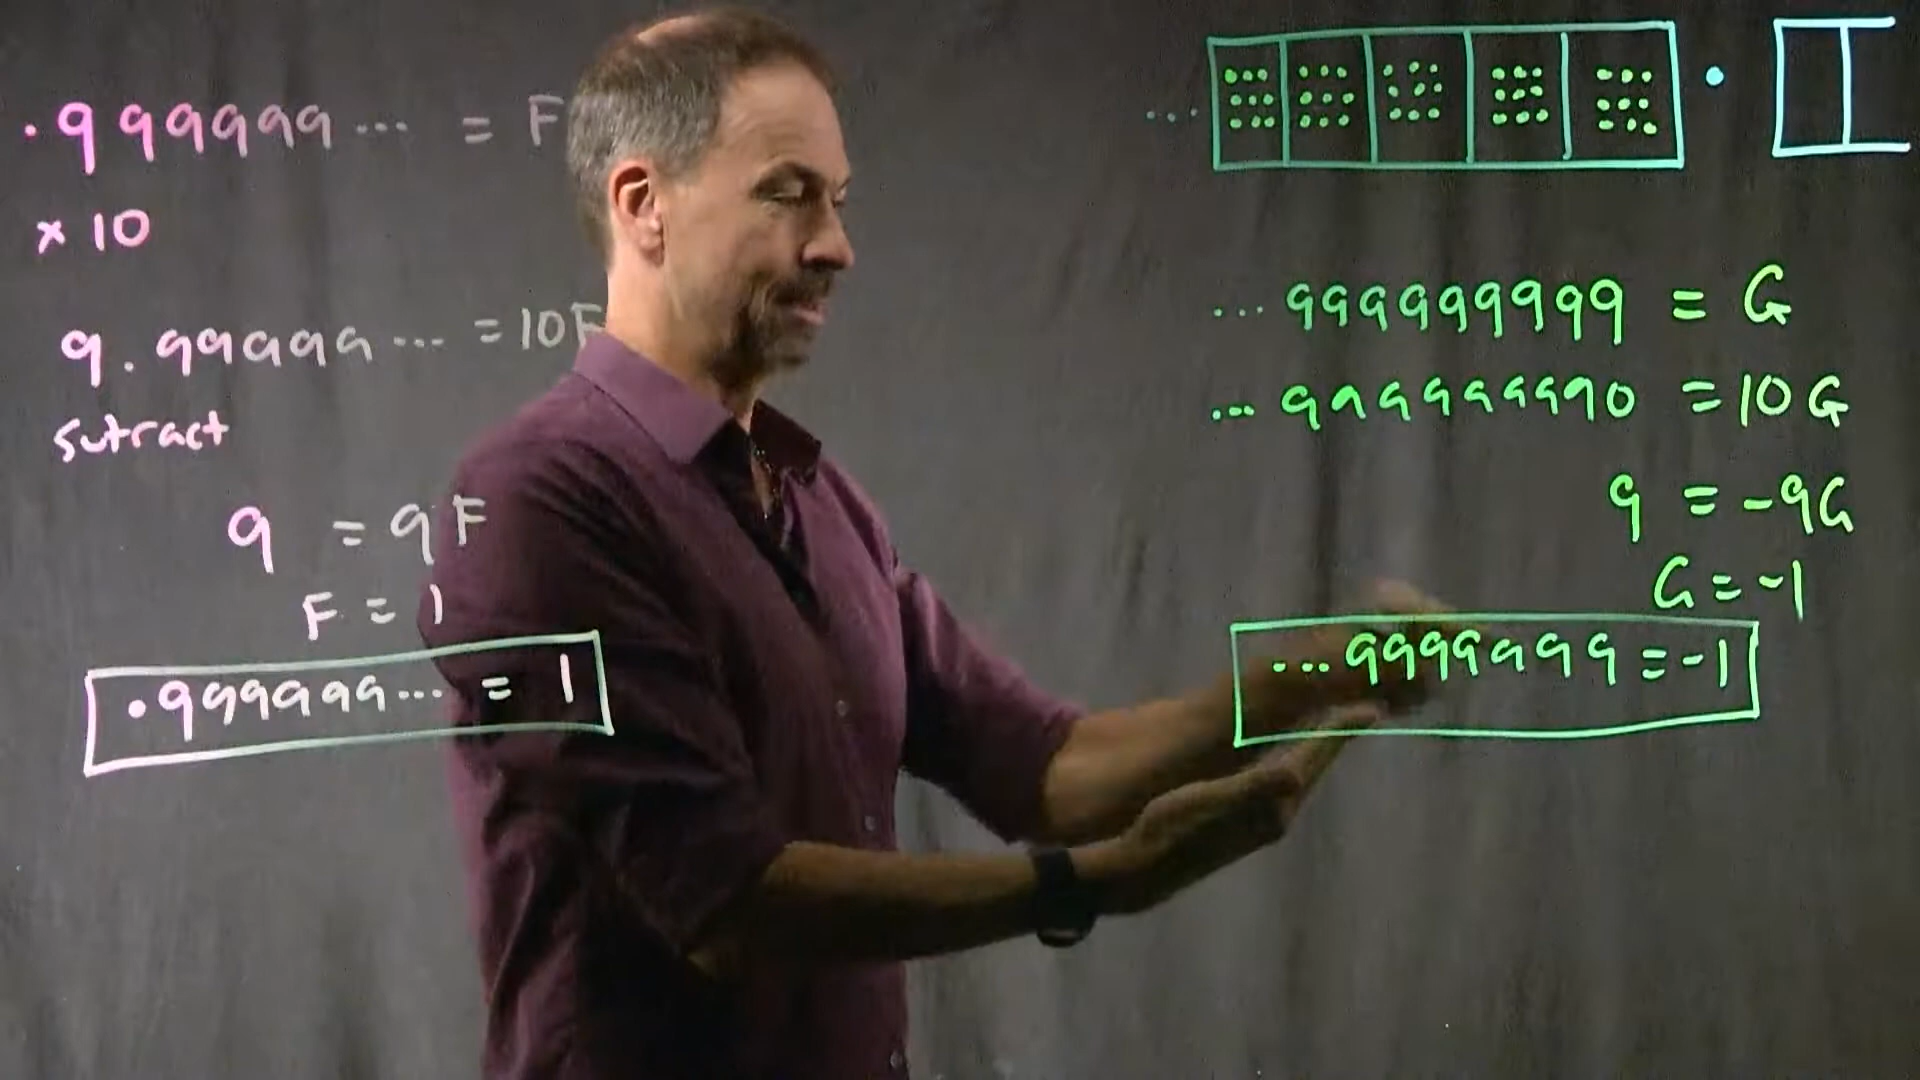 .999999... = F
× 10
9.99999... = 10F
sutract
9 = 9F
F = 1
.999999... = 1
...
...999999999 = G
...9999999990 = 10G
9 = -9G
G = -1
...9999999 = -1